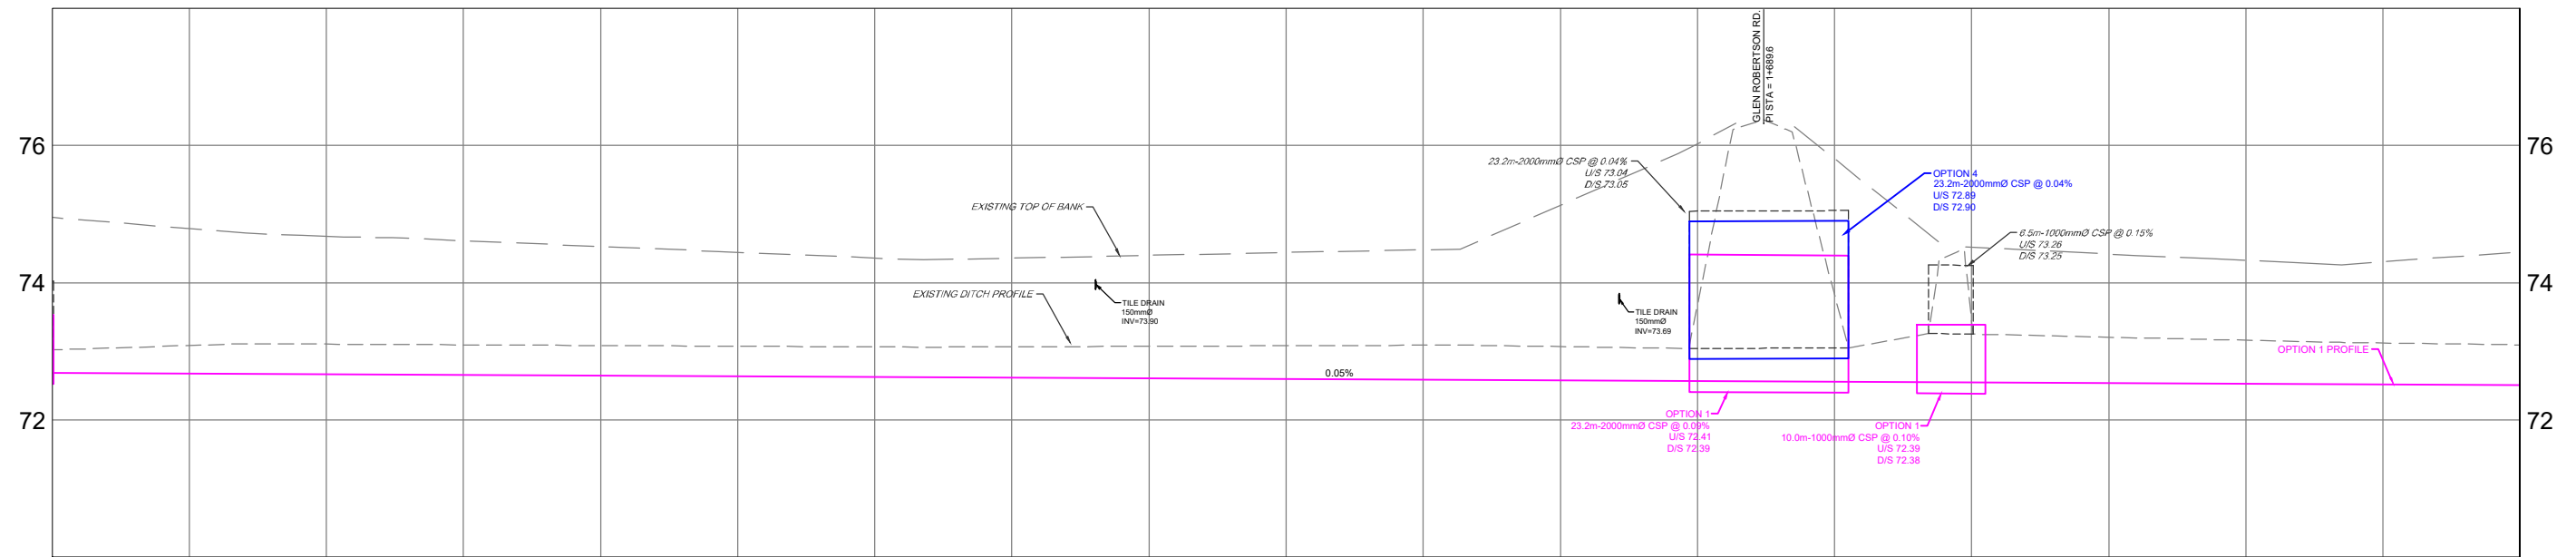 GLEN ROBERTSON RD.
PI STA = 1+689.6
76
76
23.2m-2000mmØ CSP @ 0.04%
U/S 73.04
D/S 73.05
OPTION 4
23.2m-2000mmØ CSP @ 0.04%
U/S 72.89
D/S 72.90
EXISTING TOP OF BANK
6.5m-1000mmØ CSP @ 0.15%
U/S 73.26
D/S 73.25
74
74
EXISTING DITCH PROFILE
TILE DRAIN
150mmØ
INV=73.90
TILE DRAIN
150mmØ
INV=73.69
OPTION 1 PROFILE
0.05%
72
72
OPTION 1
23.2m-2000mmØ CSP @ 0.09%
U/S 72.41
D/S 72.39
OPTION 1
10.0m-1000mmØ CSP @ 0.10%
U/S 72.39
D/S 72.38